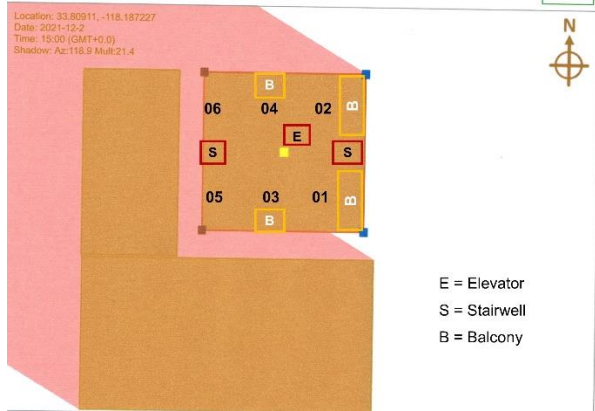 Location: 33.80911, -118.187227
Date: 2021-12-2
Time: 15:00 (GMT+0.0)
Shadow: Az:118.9 Mult:21.4
N
B
06 04 02 B
E
S S
05 03 01 B
B
E = Elevator
S = Stairwell
B = Balcony